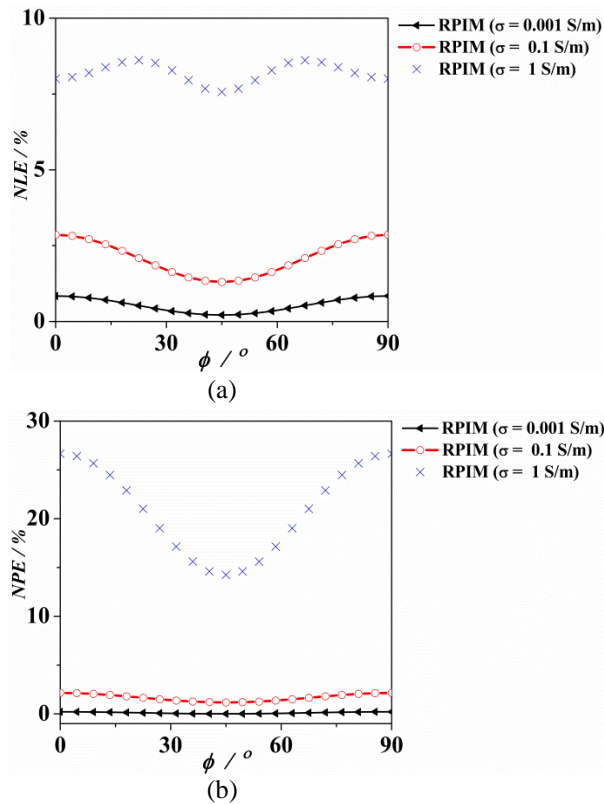 10
5
0
NLE / %
0 30 60 90
ϕ / o
RPIM (σ = 0.001 S/m)
RPIM (σ = 0.1 S/m)
RPIM (σ = 1 S/m)
(a)
30
20
10
0
NPE / %
0 30 60 90
ϕ / o
RPIM (σ = 0.001 S/m)
RPIM (σ = 0.1 S/m)
RPIM (σ = 1 S/m)
(b)